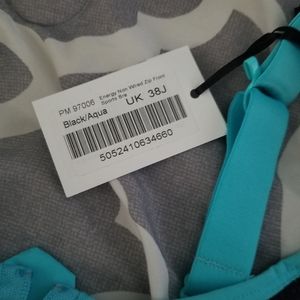 PM 97006 Energy Non Wired Zip Front
Sports Bra
Black/Aqua UK 38J
5052410634660